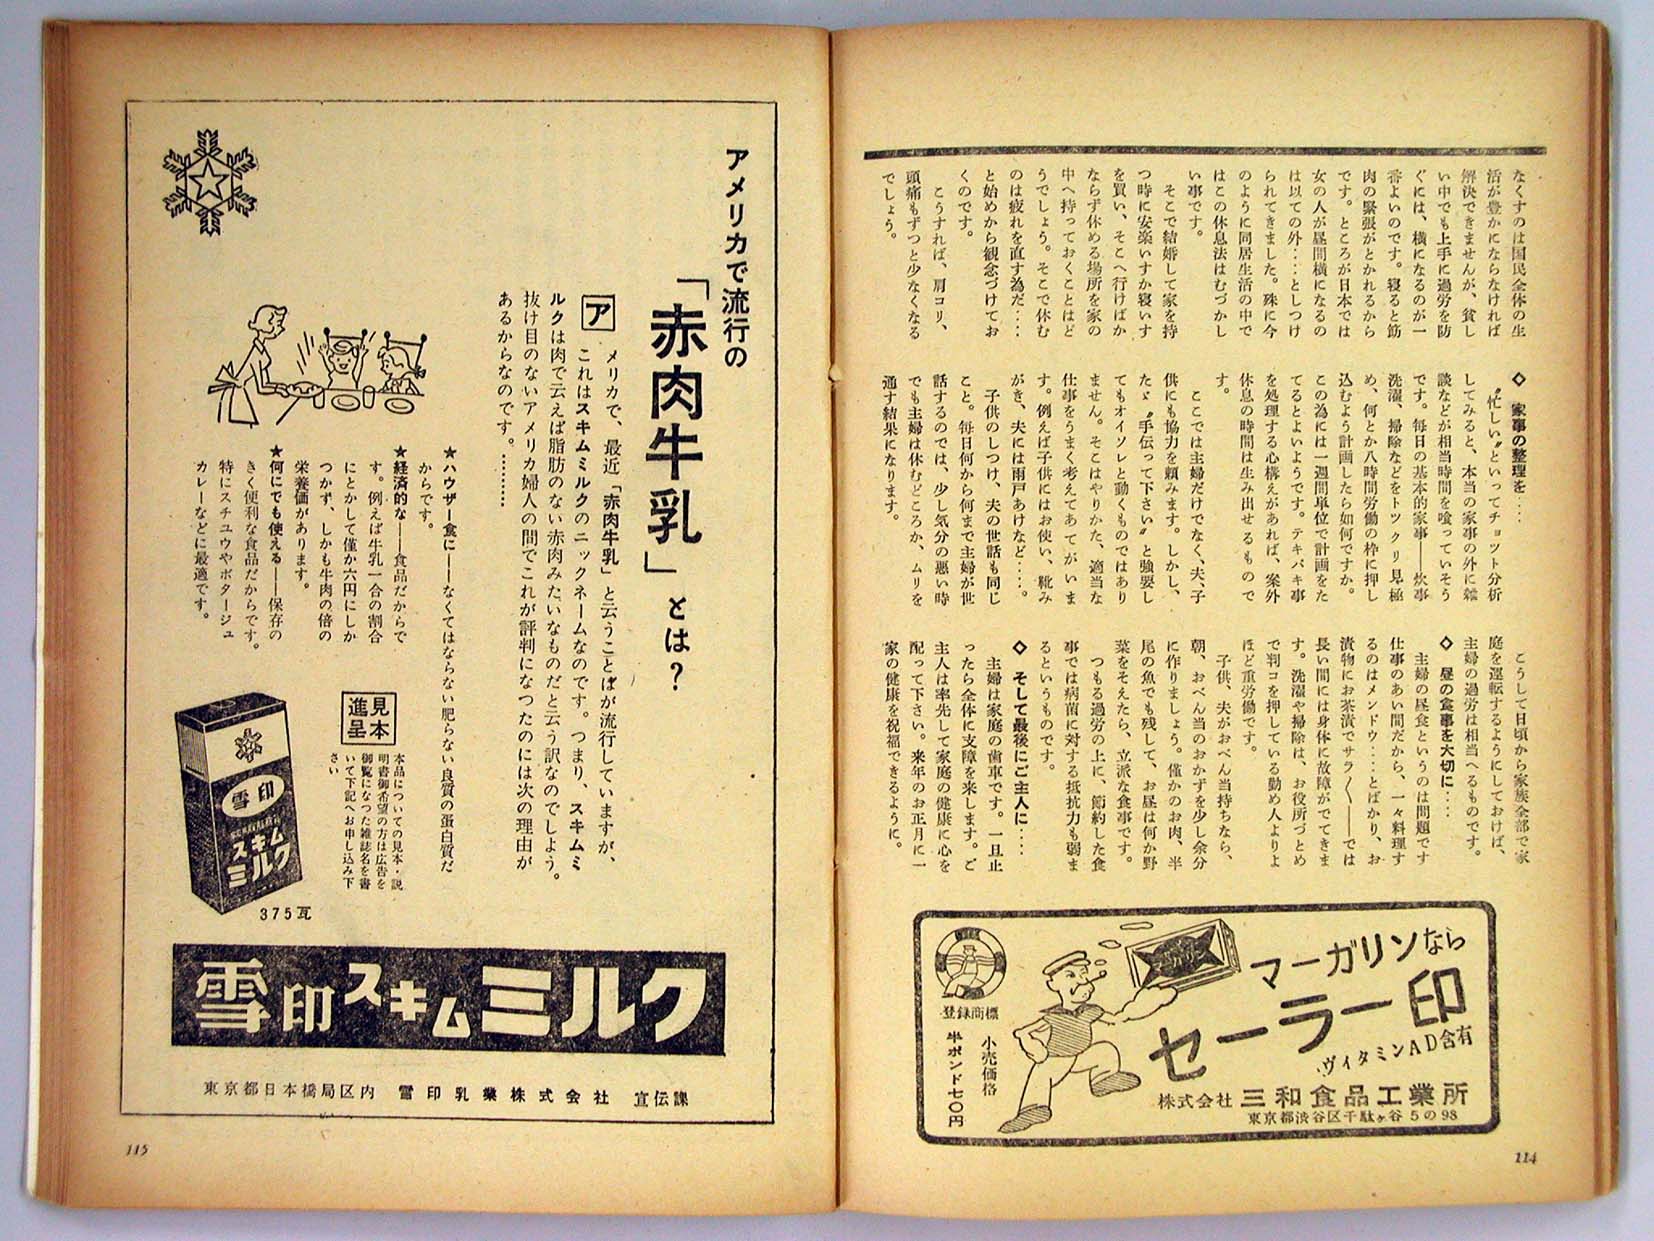 なくすのは国民全体の生
活が豊かにならなければ
解決できませんが、貧し
い中でも上手に過労を防
ぐには、横になるのが一
番よいのです。寝ると筋
肉の緊張がとかれるから
です。ところが日本では
女の人が昼間横になるの
は以ての外‥‥としつけ
られてきました。殊に今
のように同居生活の中で
はこの休息法はむづかし
い事です。
そこで結婚して家を持
つ時に安楽いすか寝いす
を買い、そこへ行けばか
ならず休める場所を家の
中へ持っておくことはど
うでしょう。そこで休む
のは疲れを直す為だ‥‥
と始めから観念づけてお
くのです。
こうすれば、肩コリ、
頭痛もずつと少なくなる
でしょう。
◇ 家事の整理を‥‥
〝忙しい〟といってチョツト分析
してみると、本当の家事の外に雑
談などが相当時間を喰っていそう
です。毎日の基本的家事──炊事
洗濯、掃除などをトツクリ見極
め、何とか八時間労働の枠に押し
込むよう計画したら如何ですか。
この為には一週間単位で計画をた
てるとよいようです。テキパキ事
を処理する心構えがあれば、案外
休息の時間は生み出せるもので
す。
ここでは主婦だけでなく、夫、子
供にも協力を頼みます。しかし、
たゞ〝手伝って下さい〟と強要し
てもオイソレと動くものではあり
ません。そこはやりかた、適当な
仕事をうまく考えてあてがいま
す。例えば子供にはお使い、靴み
がき、夫には雨戸あけなど‥‥。
子供のしつけ、夫の世話も同じ
こと。毎日何から何まで主婦が世
話するのでは、少し気分の悪い時
でも主婦は休むどころか、ムリを
通す結果になります。
こうして日頃から家族全部で家
庭を運転するようにしておけば、
主婦の過労は相当へるものです。
◇ 昼の食事を大切に‥‥
主婦の昼食というのは問題です
仕事のあい間だから、一々料理す
るのはメンドウ‥‥とばかり、お
漬物にお茶漬でサラ〱──では
長い間には身体に故障がでてきま
す。洗濯や掃除は、お役所づとめ
で判コを押している勤め人よりよ
ほど重労働です。
子供、夫がおべん当持ちなら、
朝、おべん当のおかずを少し余分
に作りましょう。僅かのお肉、半
尾の魚でも残して、お昼は何か野
菜をそえたら、立派な食事です。
つもる過労の上に、節約した食
事では病菌に対する抵抗力も弱ま
るというものです。
◇ そして最後にご主人に‥‥
主婦は家庭の歯車です。一旦止
ったら全体に支障を来します。ご
主人は率先して家庭の健康に心を
配って下さい。来年のお正月に一
家の健康を祝福できるように。
マーガリンなら
セーラー印
ヴィタミンAD含有
株式会社 三和食品工業所
東京都渋谷区千駄ヶ谷5の98
登録商標
小売価格
半ポンド七〇円
114
アメリカで流行の
「赤肉牛乳」とは？
アメリカで、最近「赤肉牛乳」と云うことばが流行していますが、
これはスキムミルクのニックネームなのです。つまり、スキムミ
ルクは肉で云えば脂肪のない赤肉みたいなものだと云う訳なのでしよう。
抜け目のないアメリカ婦人の間でこれが評判になつたのには次の理由が
あるからなのです。………
★ハウザー食に──なくてはならない肥らない良質の蛋白質だ
からです。
★経済的な──食品だからで
す。例えば牛乳一合の割合
にとかして僅か六円にしか
つかず、しかも牛肉の倍の
栄養価があります。
★何にでも使える──保存の
きく便利な食品だからです。
特にスチユウやポタージュ
カレーなどに最適です。
見本
進呈
本品についての見本・説
明書御希望の方は広告を
御覧になつた雑誌名を書
いて下記へお申し込み下
さい
雪印
スキム
ミルク
375瓦
雪印スキムミルク
東京都日本橋局区内 雪印乳業株式会社 宣伝課
115